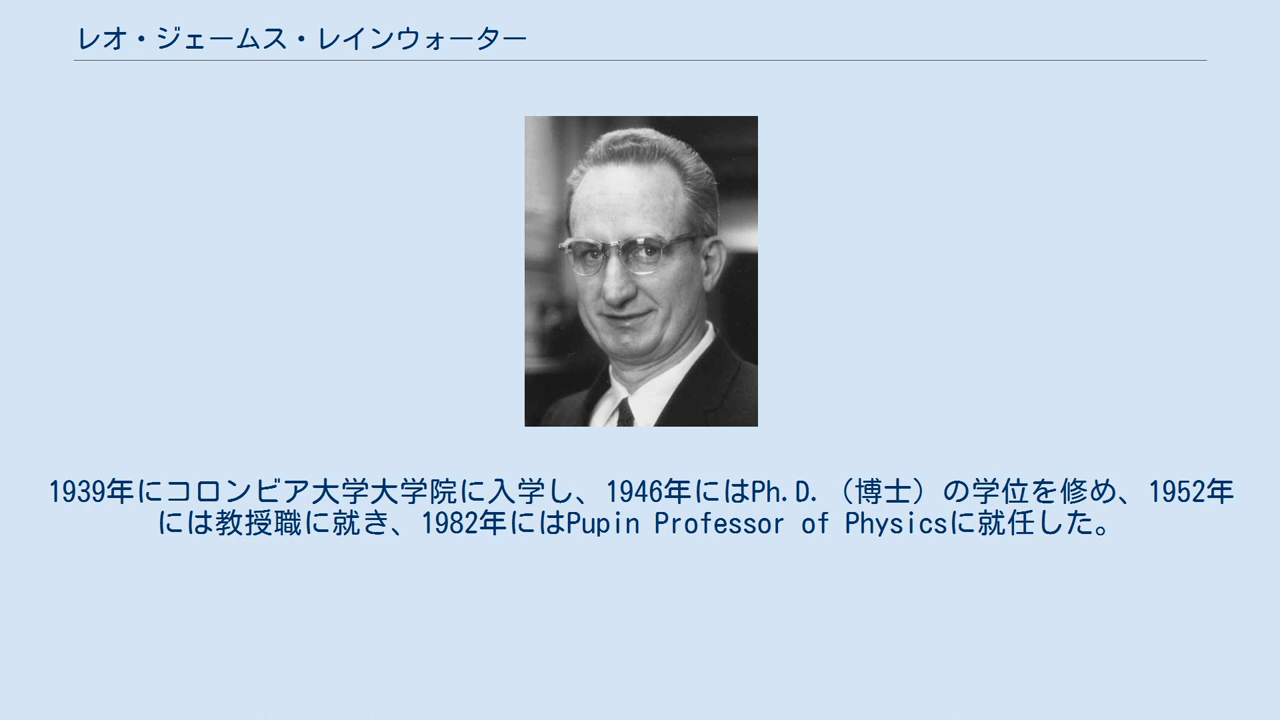 レオ・ジェームス・レインウォーター
1939年にコロンビア大学大学院に入学し、1946年にはPh.D.（博士）の学位を修め、1952年
には教授職に就き、1982年にはPupin Professor of Physicsに就任した。